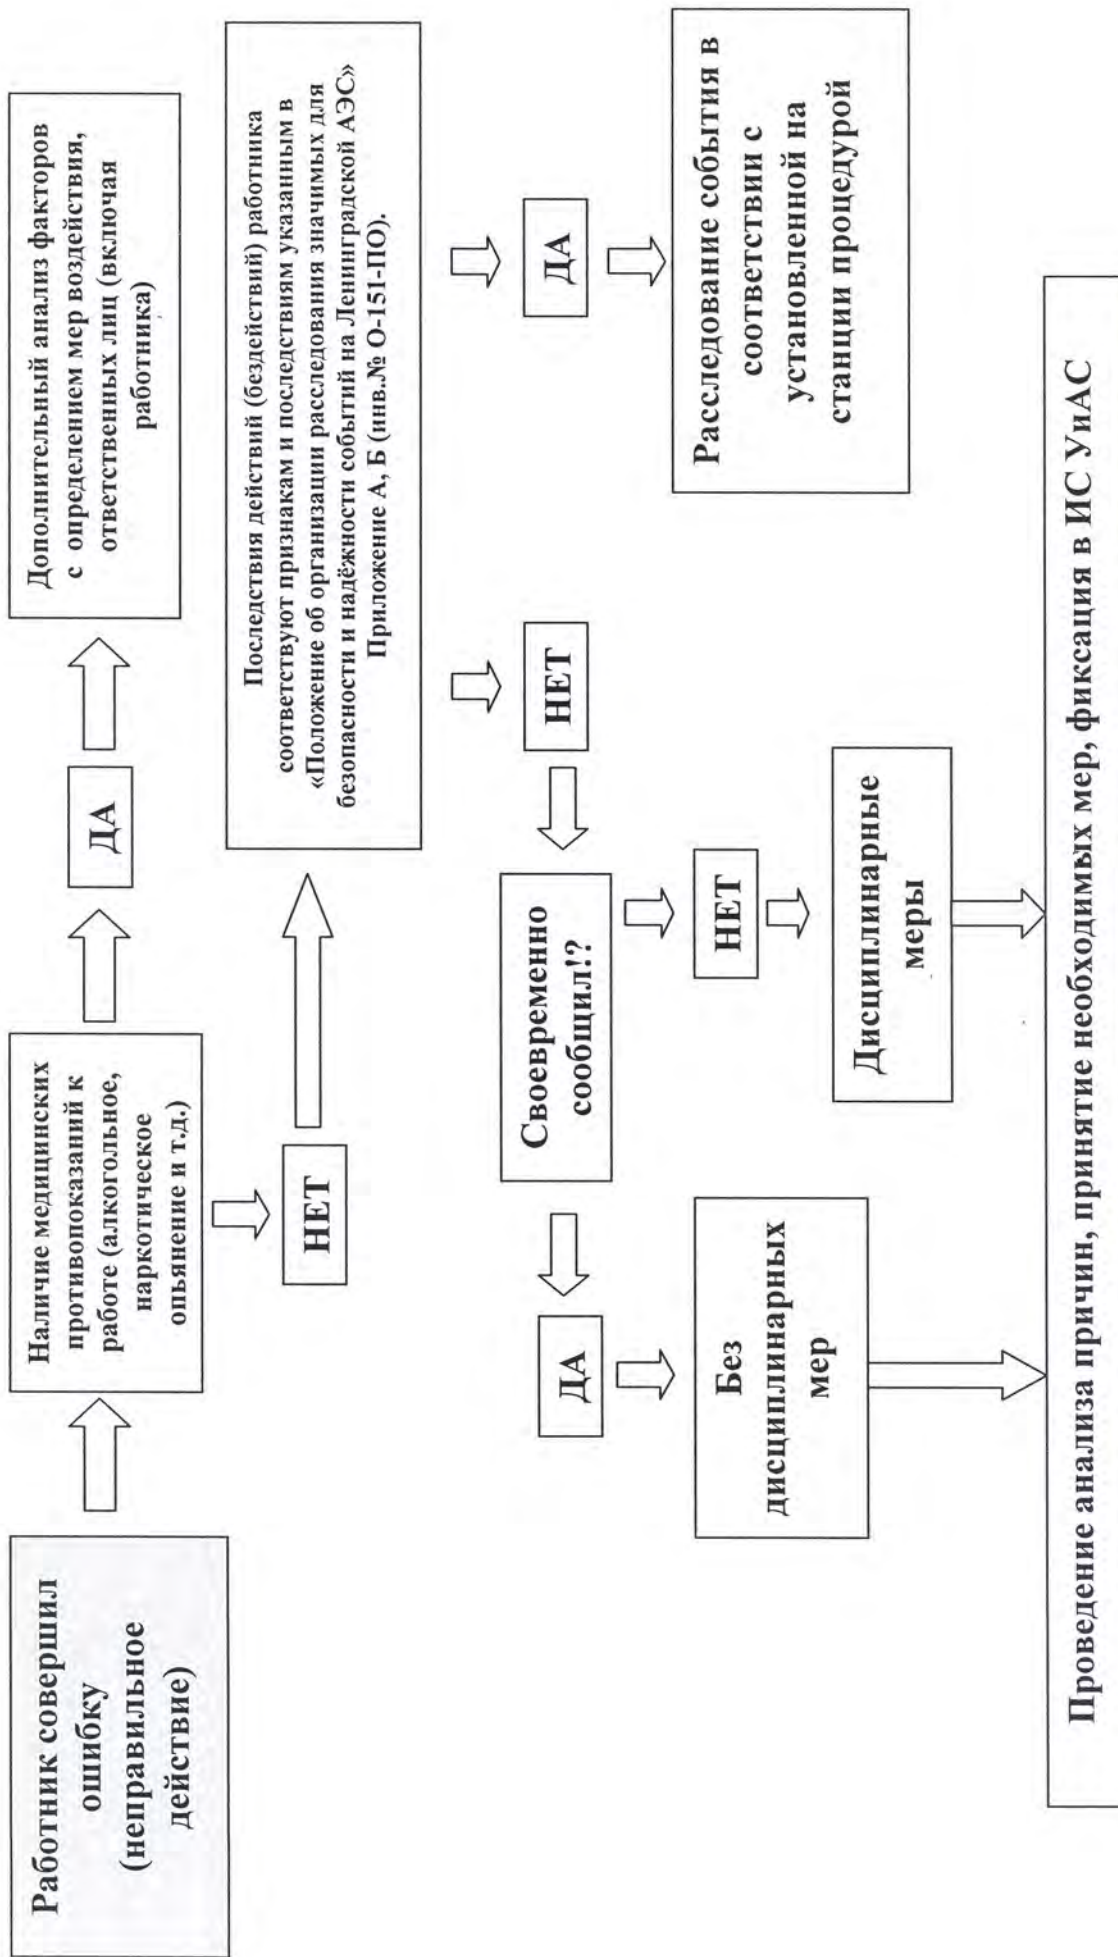 Работник совершил
ошибку
(неправильное
действие)
Наличие медицинских
противопоказаний к
работе (алкогольное,
наркотическое
опьянение и т.д.)
ДА
Дополнительный анализ факторов
с определением мер воздействия,
ответственных лиц (включая
работника)
НЕТ
Последствия действий (бездействий) работника
соответствуют признакам и последствиям указанным в
«Положение об организации расследования значимых для
безопасности и надёжности событий на Ленинградской АЭС»
Приложение А, Б (инв.№ О-151-ПО).
ДА
Расследование события в
соответствии с
установленной на
станции процедурой
НЕТ
Своевременно
сообщил!?
ДА
Без
дисциплинарных
мер
НЕТ
Дисциплинарные
меры
Проведение анализа причин, принятие необходимых мер, фиксация в ИС УиАС